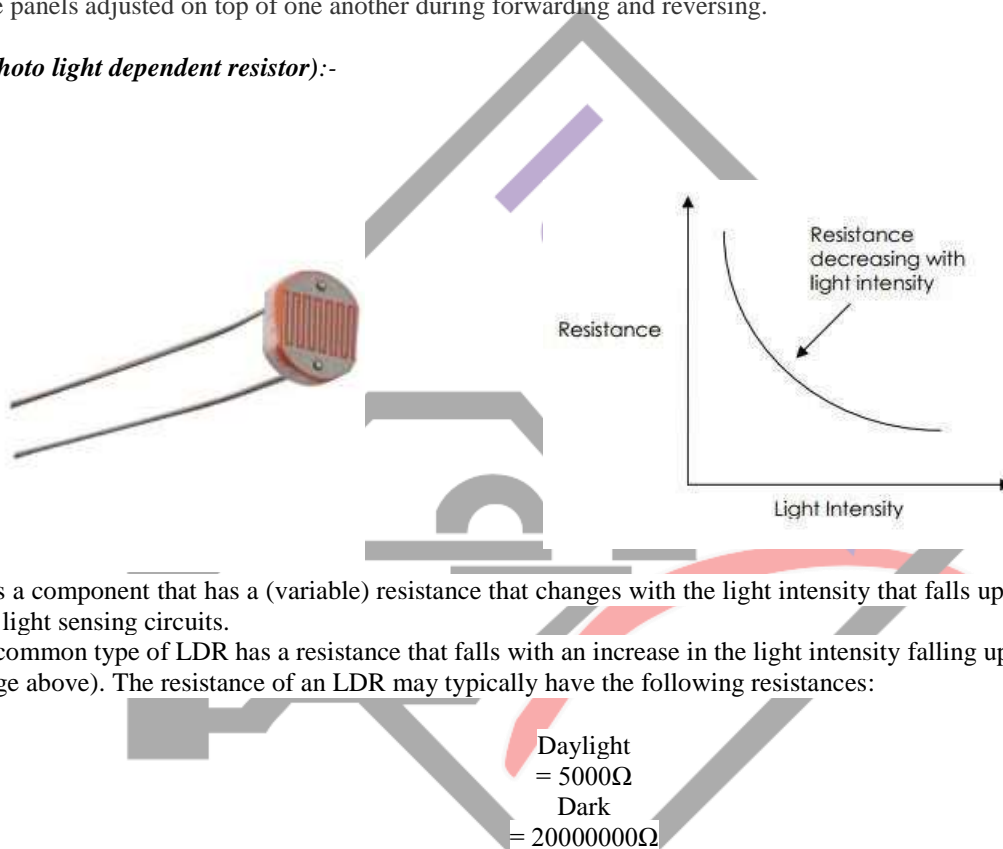 e panels adjusted on top of one another during forwarding and reversing.
hoto light dependent resistor):-
Resistance
decreasing with
light intensity
Resistance
Light Intensity
s a component that has a (variable) resistance that changes with the light intensity that falls up
light sensing circuits.
common type of LDR has a resistance that falls with an increase in the light intensity falling up
ge above). The resistance of an LDR may typically have the following resistances:
Daylight
= 5000Ω
Dark
= 20000000Ω